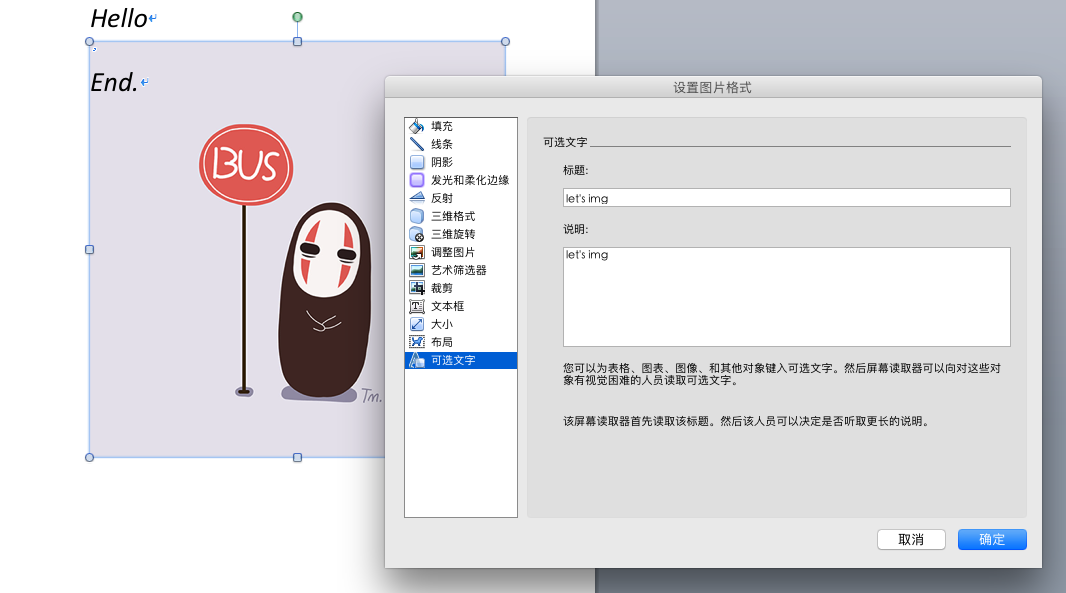 Hello
End.
BUS
Tm.
设置图片格式
填充
线条
阴影
发光和柔化边缘
反射
三维格式
三维旋转
调整图片
艺术筛选器
裁剪
文本框
大小
布局
可选文字
可选文字
标题:
let's img
说明:
let's img
您可以为表格、图表、图像、和其他对象键入可选文字。然后屏幕读取器可以向对这些对
象有视觉困难的人员读取可选文字。
该屏幕读取器首先读取该标题。然后该人员可以决定是否听取更长的说明。
取消
确定